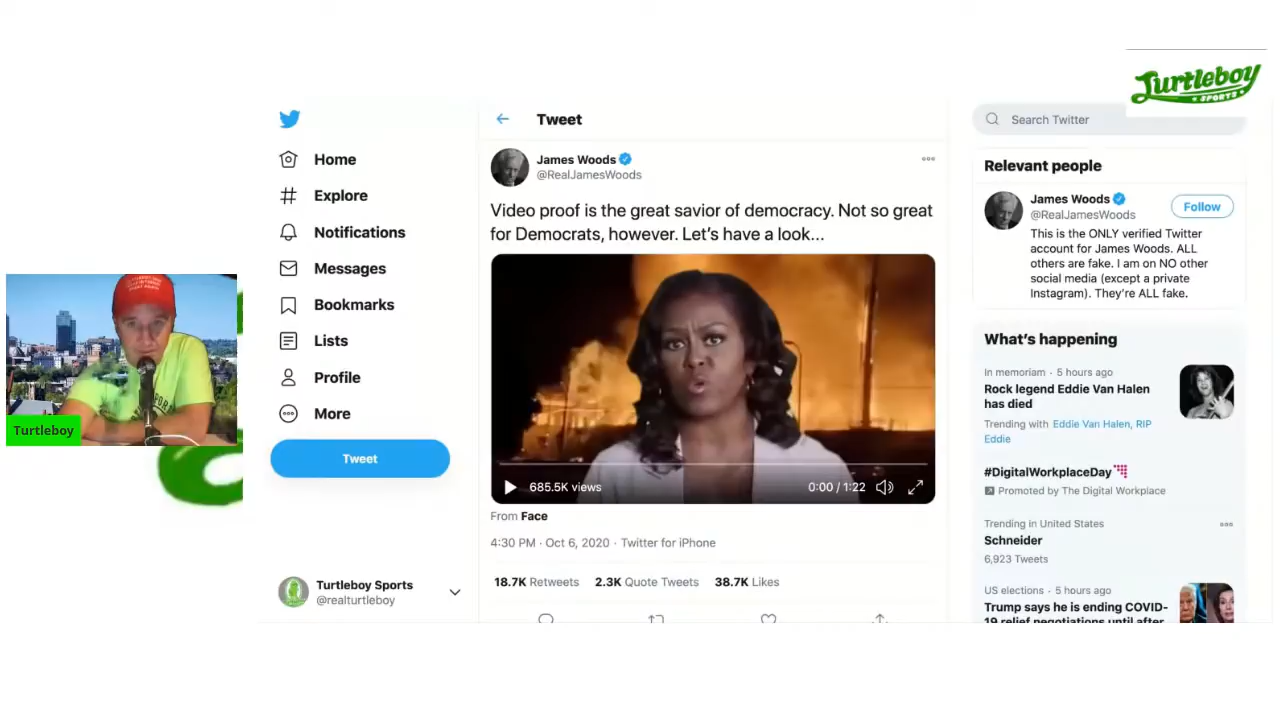 Turtleboy
SPORTS
Tweet
Search Twitter
Home
Explore
Notifications
Messages
Bookmarks
Lists
Profile
More
Tweet
Turtleboy Sports
@realturtleboy
Turtleboy
James Woods
@RealJamesWoods
Video proof is the great savior of democracy. Not so great
for Democrats, however. Let's have a look...
685.5K views
0:00 / 1:22
From Face
4:30 PM · Oct 6, 2020 · Twitter for iPhone
18.7K Retweets 2.3K Quote Tweets 38.7K Likes
Relevant people
James Woods
@RealJamesWoods
Follow
This is the ONLY verified Twitter
account for James Woods. ALL
others are fake. I am on NO other
social media (except a private
Instagram). They're ALL fake.
What's happening
In memoriam · 5 hours ago
Rock legend Eddie Van Halen
has died
Trending with Eddie Van Halen, RIP
Eddie
#DigitalWorkplaceDay
Promoted by The Digital Workplace
Trending in United States
Schneider
6,923 Tweets
US elections · 5 hours ago
Trump says he is ending COVID-
19 relief negotiations until after